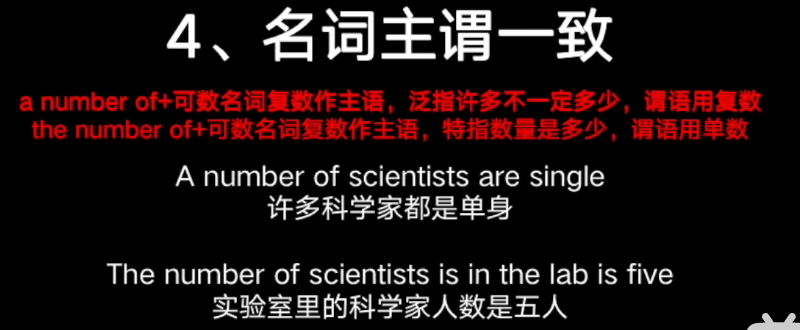 4、名词主谓一致
a number of+可数名词复数作主语，泛指许多不一定多少，谓语用复数
the number of+可数名词复数作主语，特指数量是多少，谓语用单数
A number of scientists are single
许多科学家都是单身
The number of scientists is in the lab is five
实验室里的科学家人数是五人